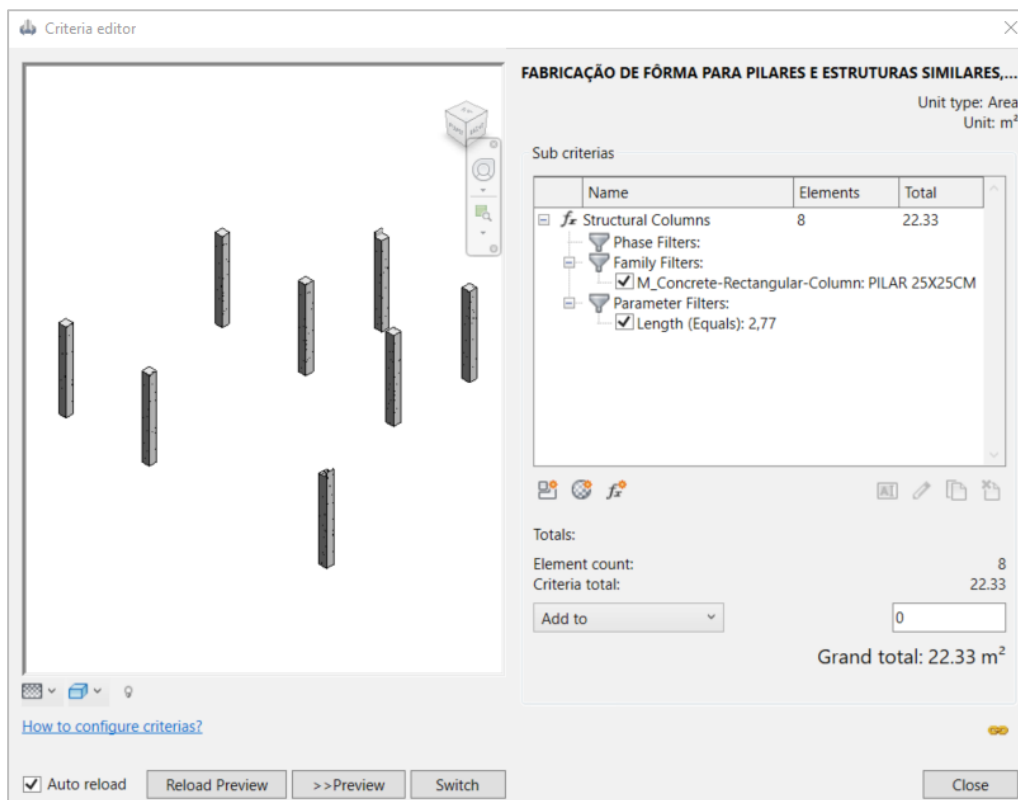 Criteria editor
FABRICAÇÃO DE FÔRMA PARA PILARES E ESTRUTURAS SIMILARES,...
Unit type: Area
Unit: m²
Sub criterias
Name Elements Total
fx Structural Columns 8 22.33
Phase Filters:
Family Filters:
M_Concrete-Rectangular-Column: PILAR 25X25CM
Parameter Filters:
Length (Equals): 2,77
fx AI
Totals:
Element count: 8
Criteria total: 22.33
Add to 0
Grand total: 22.33 m²
How to configure criterias?
Auto reload Reload Preview >>Preview Switch Close